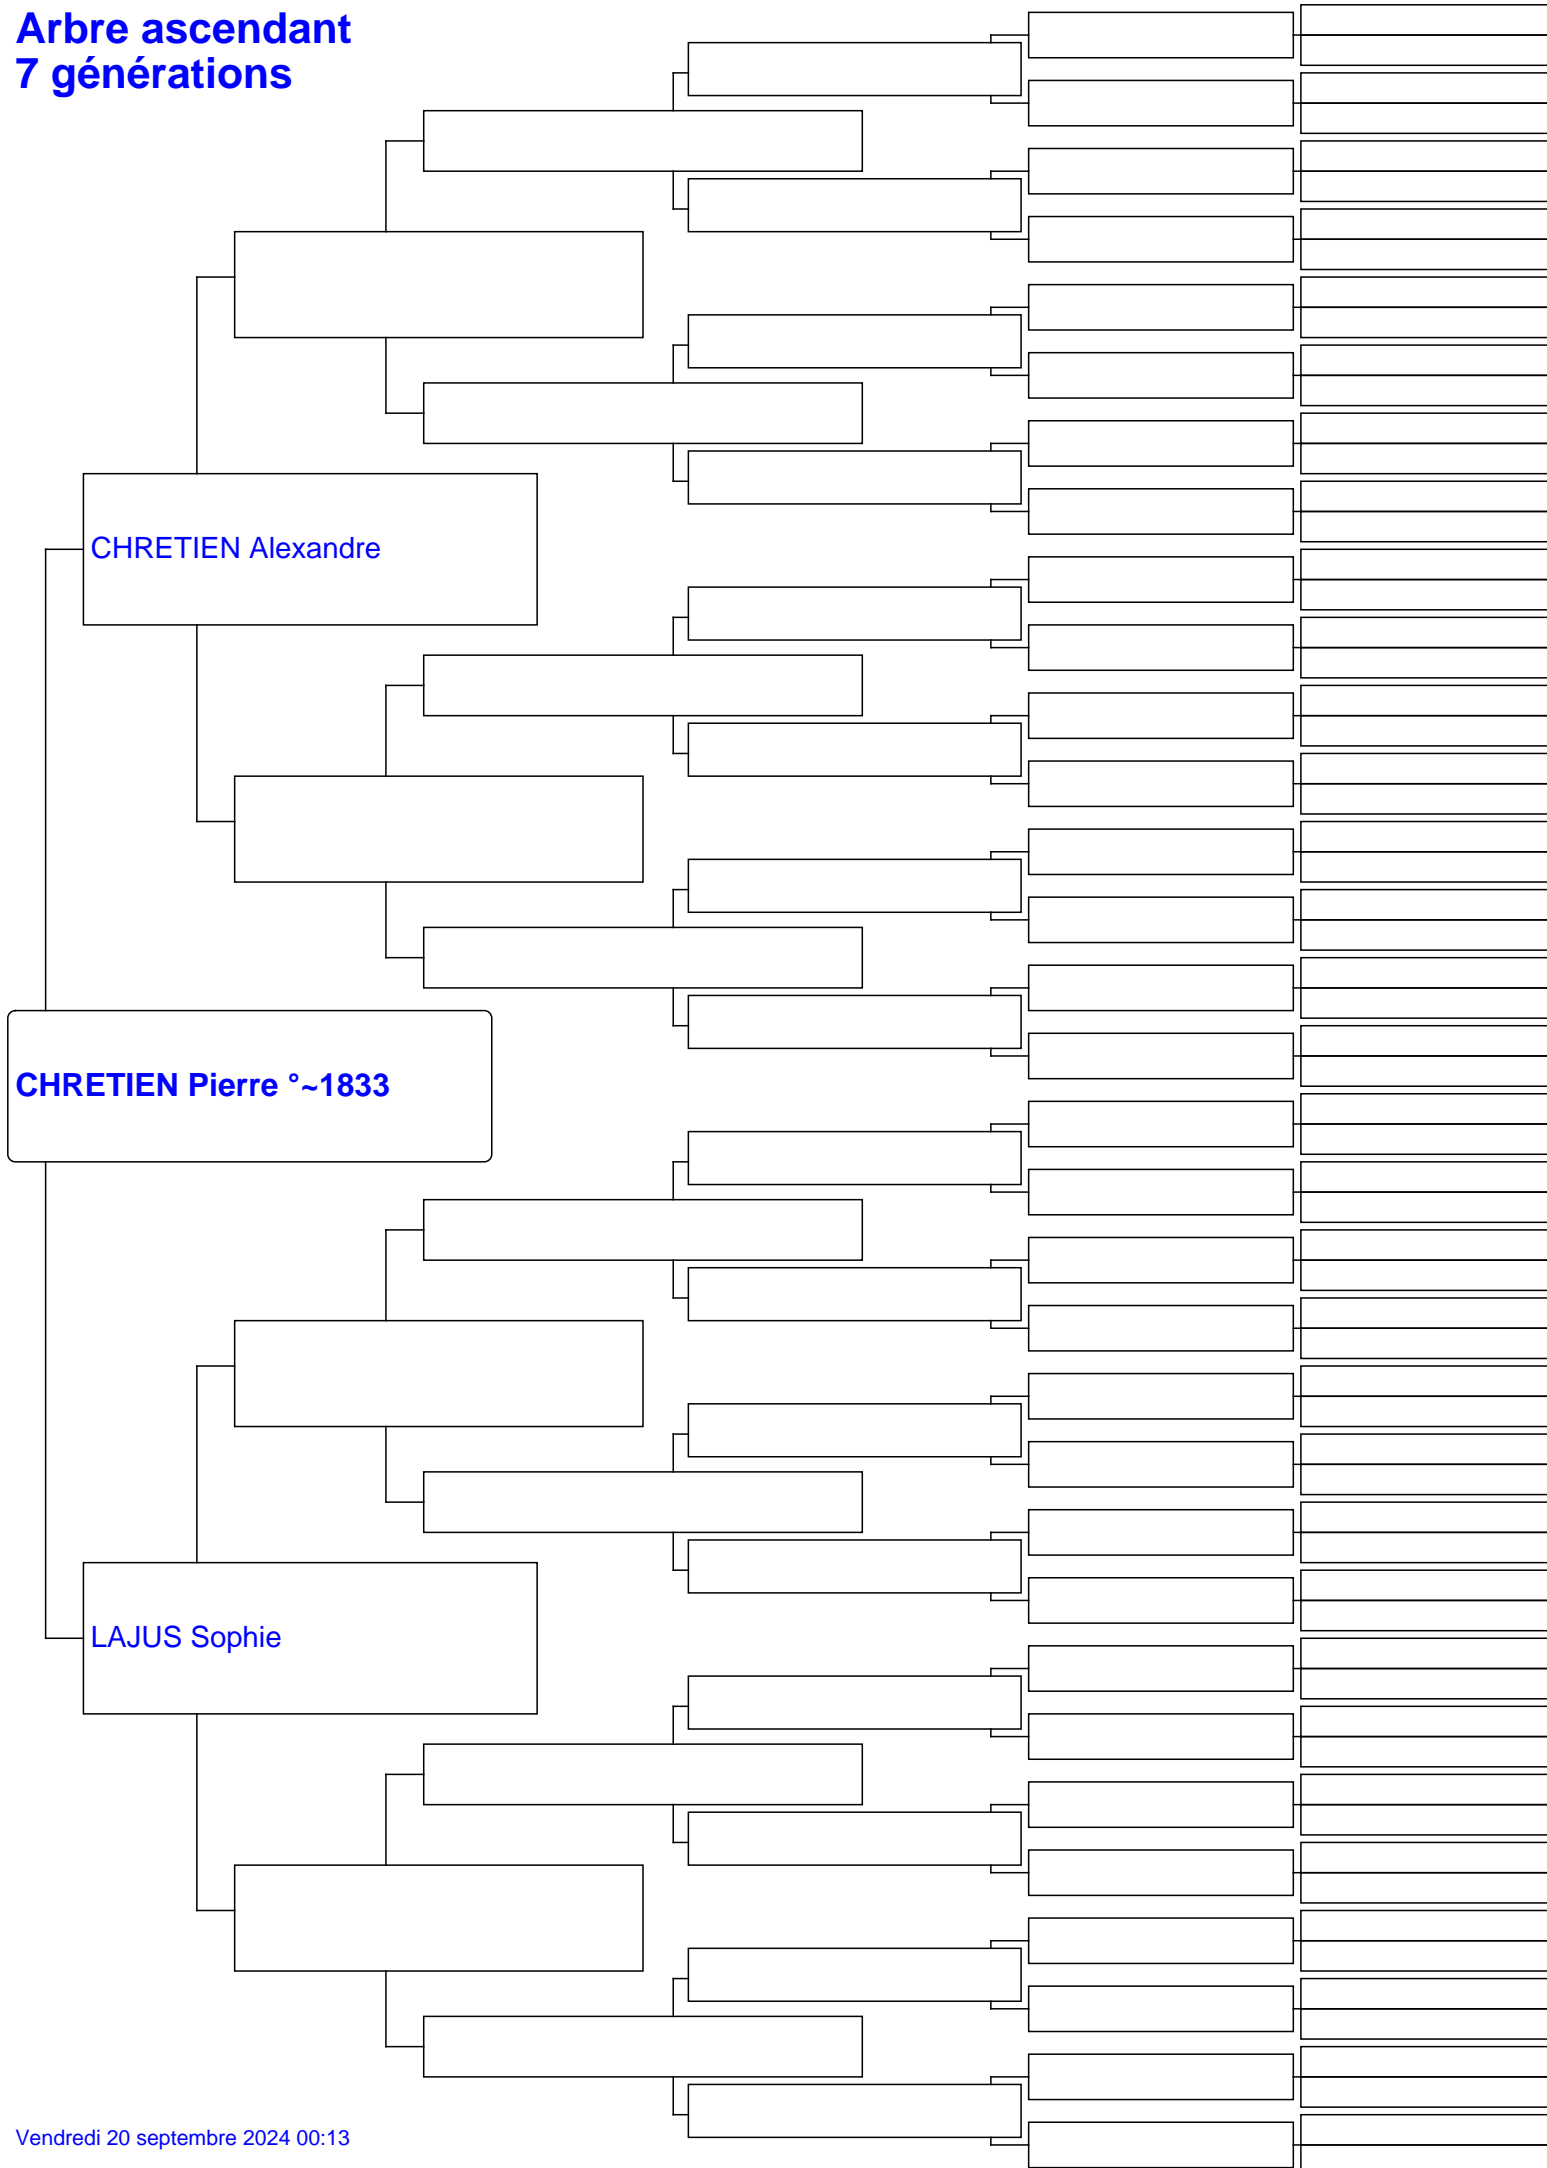 Arbre ascendant
7 générations
CHRETIEN Alexandre
CHRETIEN Pierre °~1833
LAJUS Sophie
Vendredi 20 septembre 2024 00:13